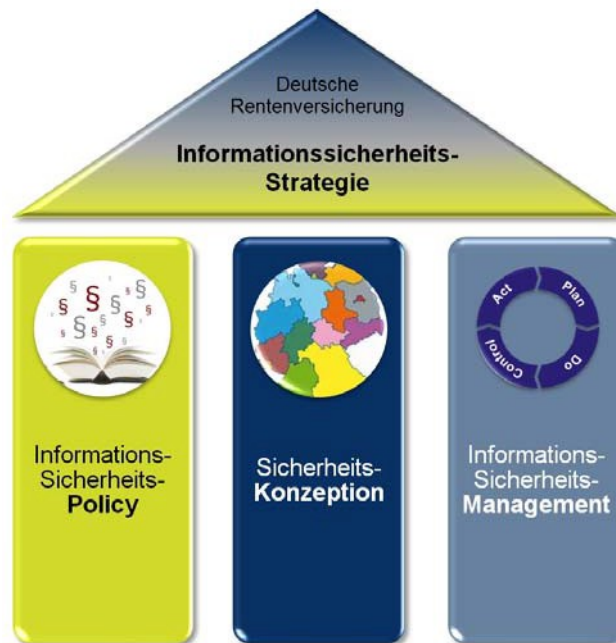 Deutsche
Rentenversicherung
Informationssicherheits-
Strategie
§ § § § § § § § § § § §
Informations-
Sicherheits-
Policy
Sicherheits-
Konzeption
Act
Plan
Control
Do
Informations-
Sicherheits-
Management